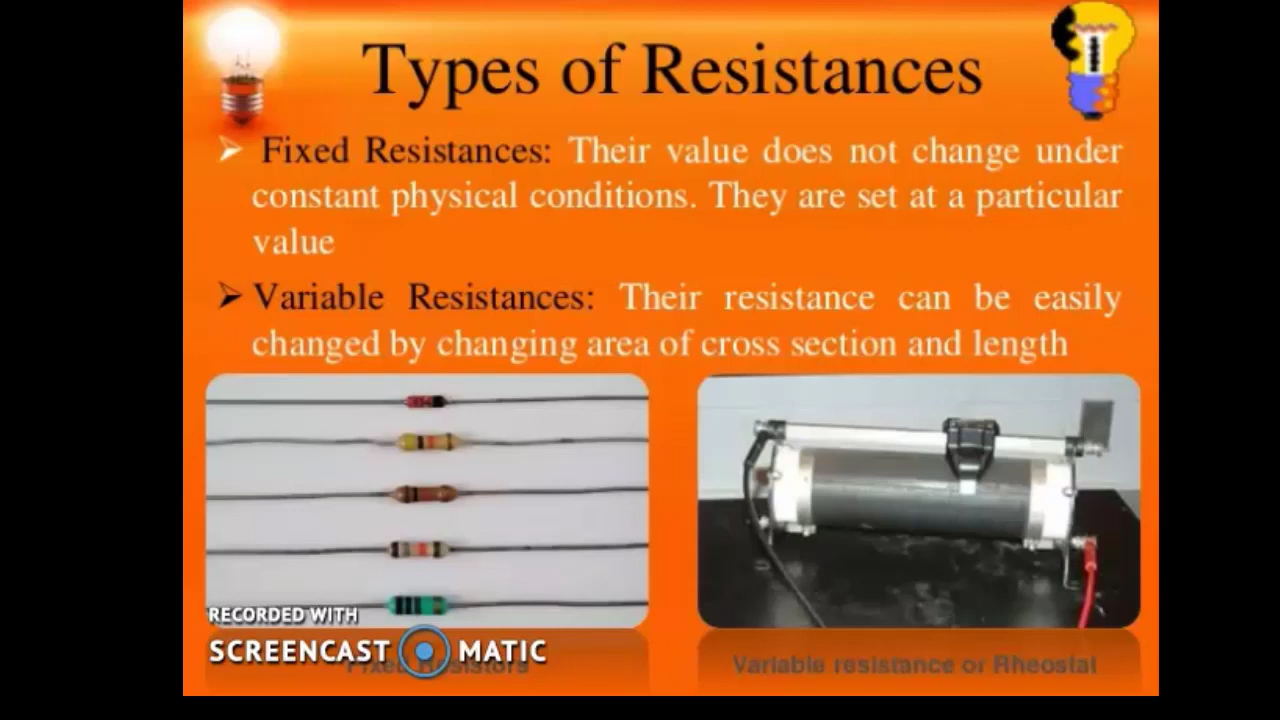 Types of Resistances
Fixed Resistances: Their value does not change under
constant physical conditions. They are set at a particular
value
Variable Resistances: Their resistance can be easily
changed by changing area of cross section and length
RECORDED WITH
SCREENCAST MATIC
Fixed Resistors
Variable resistance or Rheostat